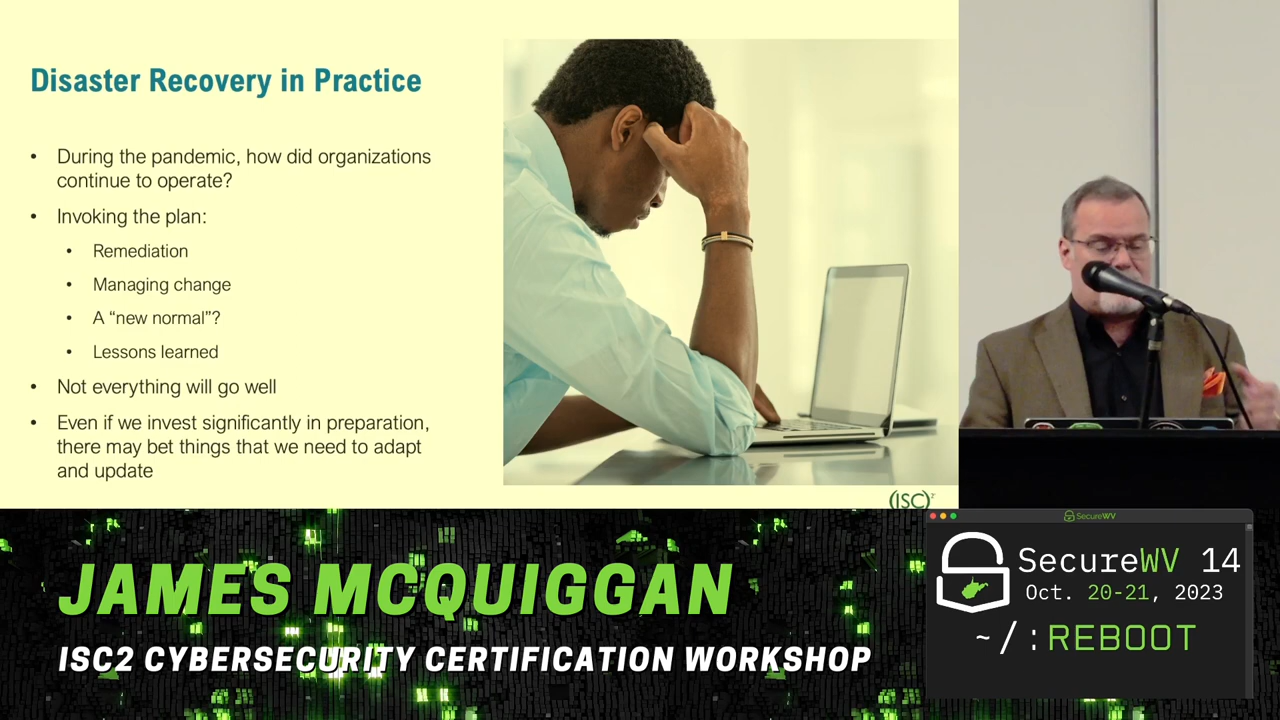 Disaster Recovery in Practice
• During the pandemic, how did organizations
continue to operate?
• Invoking the plan:
• Remediation
• Managing change
• A “new normal”?
• Lessons learned
• Not everything will go well
• Even if we invest significantly in preparation,
there may bet things that we need to adapt
and update
(ISC)²
JAMES MCQUIGGAN
ISC2 CYBERSECURITY CERTIFICATION WORKSHOP
SecureWV
SecureWV 14
Oct. 20-21, 2023
~/:REBOOT